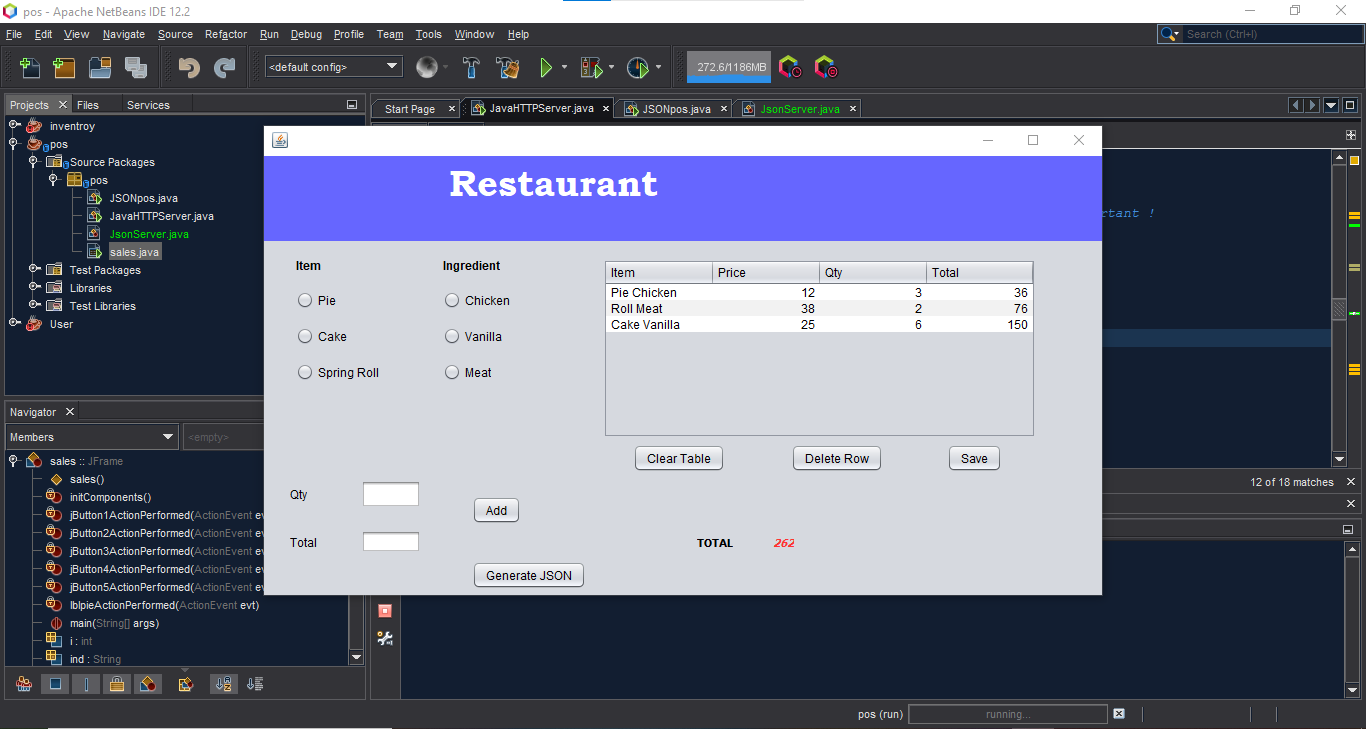 pos - Apache NetBeans IDE 12.2
File Edit View Navigate Source Refactor Run Debug Profile Team Tools Window Help
Search (Ctrl+I)
<default config>
272.6/1186MB
Projects Files Services
Start Page JavaHTTPServer.java JSONpos.java JsonServer.java
inventroy
pos
Source Packages
pos
JSONpos.java
JavaHTTPServer.java
JsonServer.java
sales.java
Test Packages
Libraries
Test Libraries
User
rtant !
Restaurant
Item Ingredient
Pie Chicken
Cake Vanilla
Spring Roll Meat
Item Price Qty Total
Pie Chicken 12 3 36
Roll Meat 38 2 76
Cake Vanilla 25 6 150
Clear Table Delete Row Save
Qty
Add
Total
TOTAL 262
Generate JSON
12 of 18 matches
Navigator
Members <empty>
sales :: JFrame
sales()
initComponents()
jButton1ActionPerformed(ActionEvent ev
jButton2ActionPerformed(ActionEvent ev
jButton3ActionPerformed(ActionEvent ev
jButton4ActionPerformed(ActionEvent ev
jButton5ActionPerformed(ActionEvent ev
lblpieActionPerformed(ActionEvent evt)
main(String[] args)
i : int
ind : String
pos (run) running...